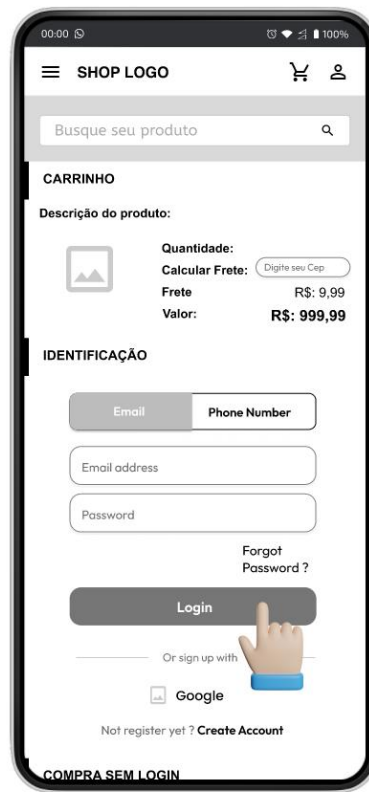 00:00 100%
SHOP LOGO
Busque seu produto
CARRINHO
Descrição do produto:
Quantidade:
Calcular Frete: Digite seu Cep
Frete R$: 9,99
Valor: R$: 999,99
IDENTIFICAÇÃO
Email Phone Number
Email address
Password
Forgot
Password ?
Login
Or sign up with
Google
Not register yet ? Create Account
COMPRA SEM LOGIN